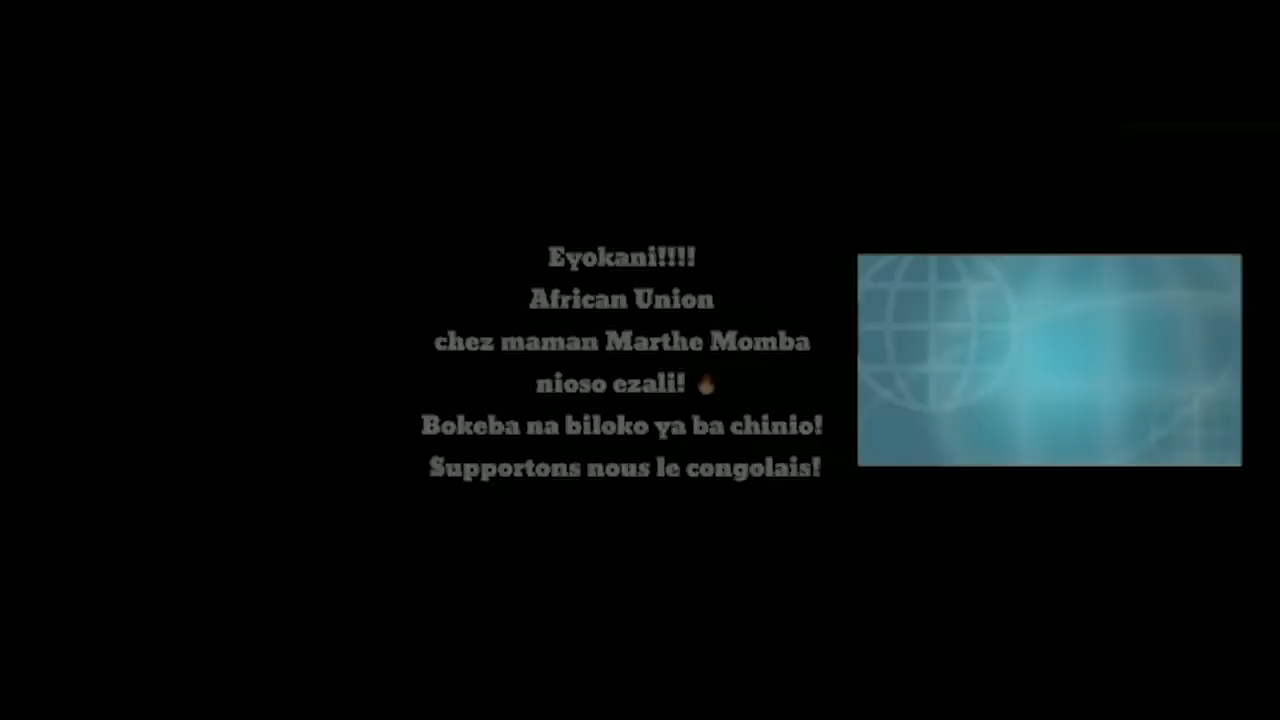 Eyokani!!!!
African Union
chez maman Marthe Momba
nioso ezali! 🔥
Bokeba na biloko ya ba chinio!
Supportons nous le congolais!